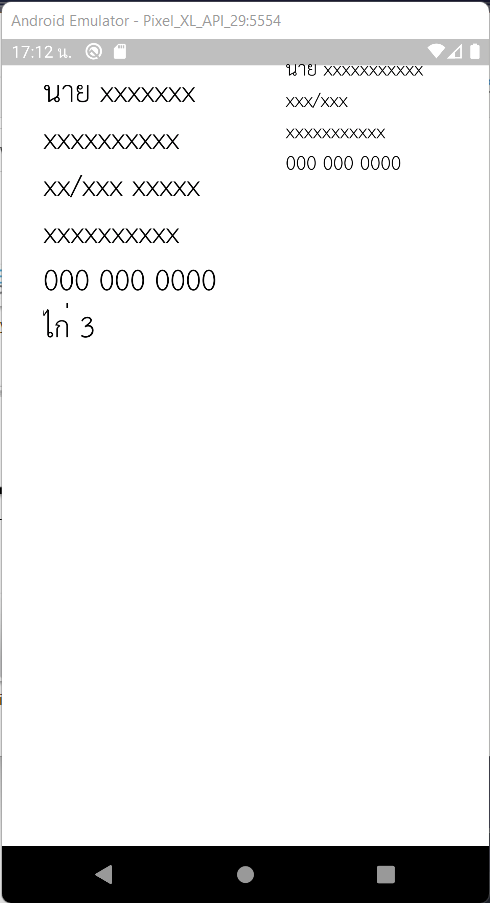 Android Emulator - Pixel_XL_API_29:5554
17:12 น.
นาย xxxxxxx
xxxxxxxxxx
xx/xxx xxxxx
xxxxxxxxxx
000 000 0000
ไก่ 3
นาย xxxxxxxxxxx
xxx/xxx
xxxxxxxxxxx
000 000 0000